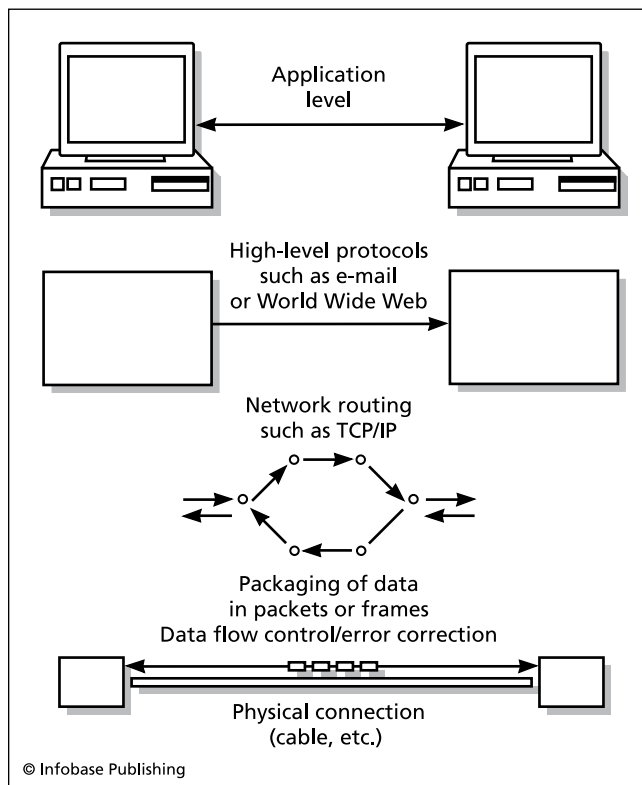 Application
level
High-level protocols
such as e-mail
or World Wide Web
Network routing
such as TCP/IP
Packaging of data
in packets or frames
Data flow control/error correction
Physical connection
(cable, etc.)
© Infobase Publishing